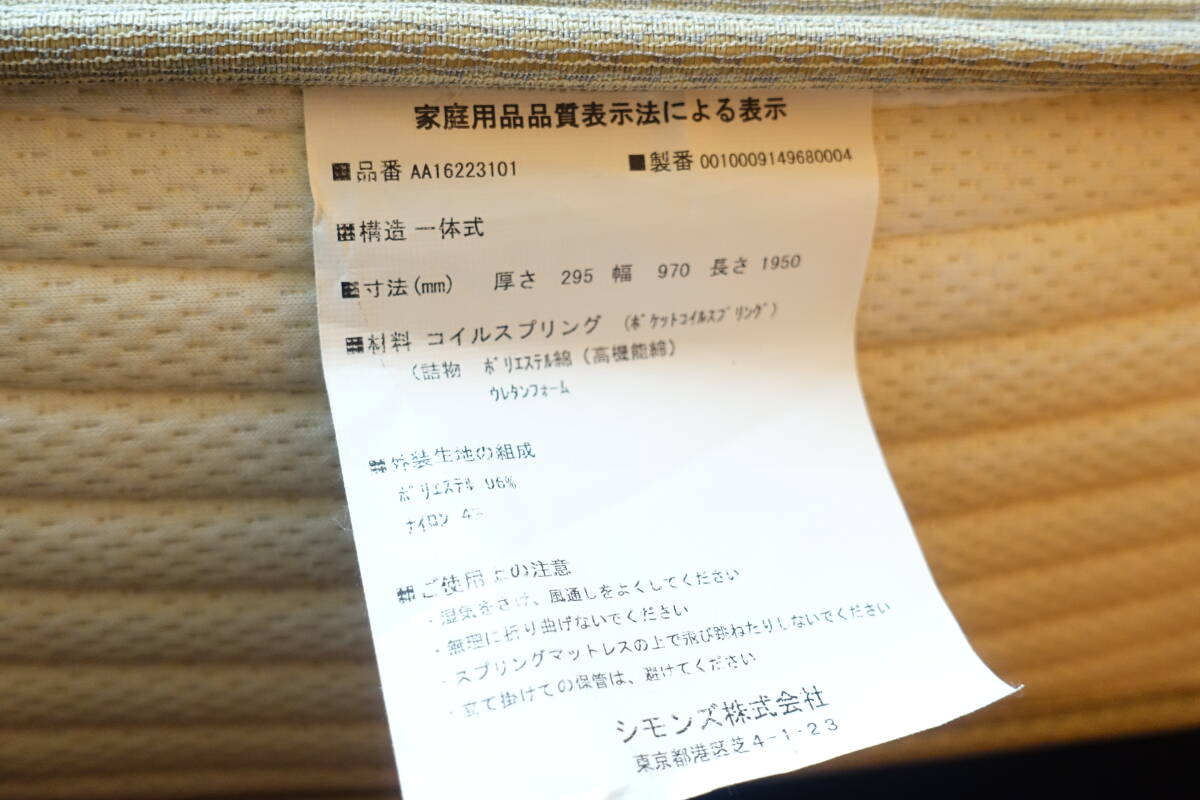 家庭用品品質表示法による表示
■品番 AA16223101 ■製番 0010009149680004
■構造 一体式
■寸法(mm) 厚さ 295 幅 970 長さ 1950
■材料 コイルスプリング (ポケットコイルスプリング)
(詰物 ポリエステル綿(高機能綿)
ウレタンフォーム
■外装生地の組成
ポリエステル 96%
ナイロン 4%
■ご使用上の注意
・湿気をさけ、風通しをよくしてください
・無理に折り曲げないでください
・スプリングマットレスの上で飛び跳ねたりしないでください
・立て掛けての保管は、避けてください
シモンズ株式会社
東京都港区芝4-1-23